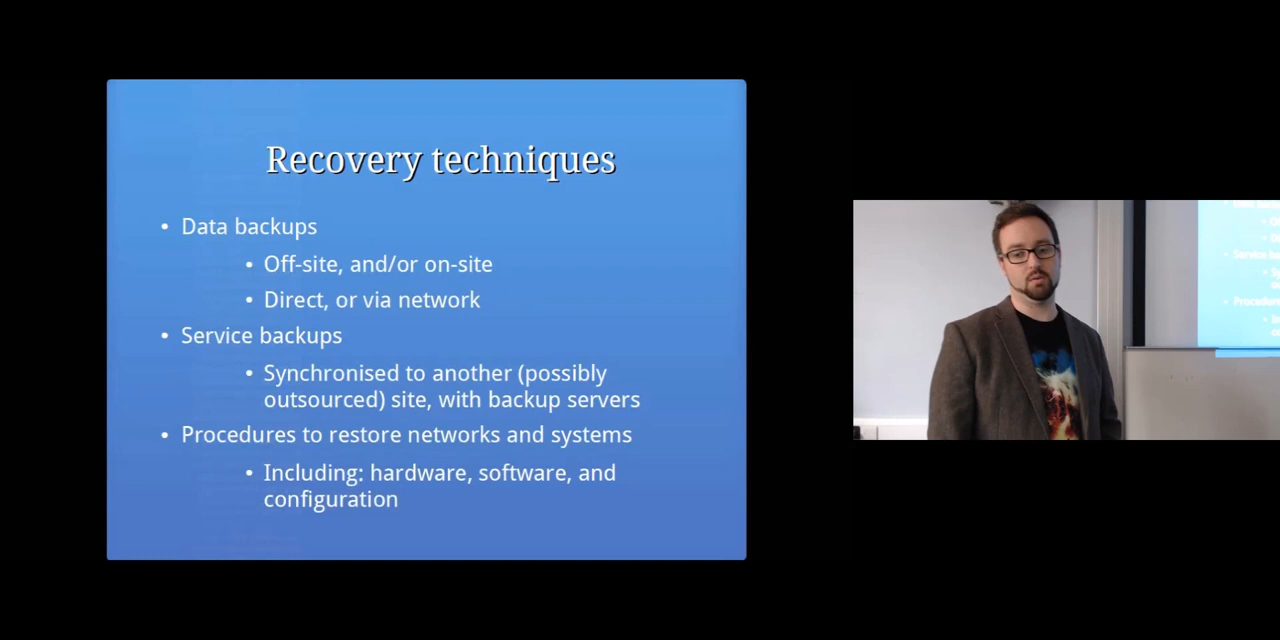 Recovery techniques
• Data backups
• Off-site, and/or on-site
• Direct, or via network
• Service backups
• Synchronised to another (possibly
outsourced) site, with backup servers
• Procedures to restore networks and systems
• Including: hardware, software, and
configuration